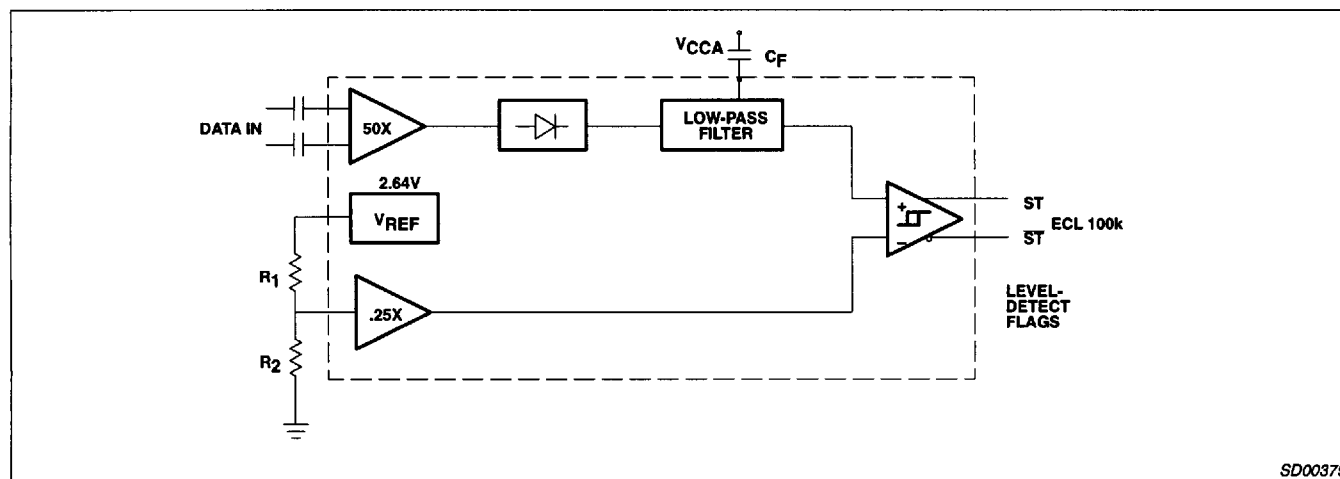 VCCA
CF
DATA IN
50X
LOW-PASS
FILTER
2.64V
VREF
+
−
ST
ST
ECL 100k
R1
.25X
R2
LEVEL-
DETECT
FLAGS
SD00375